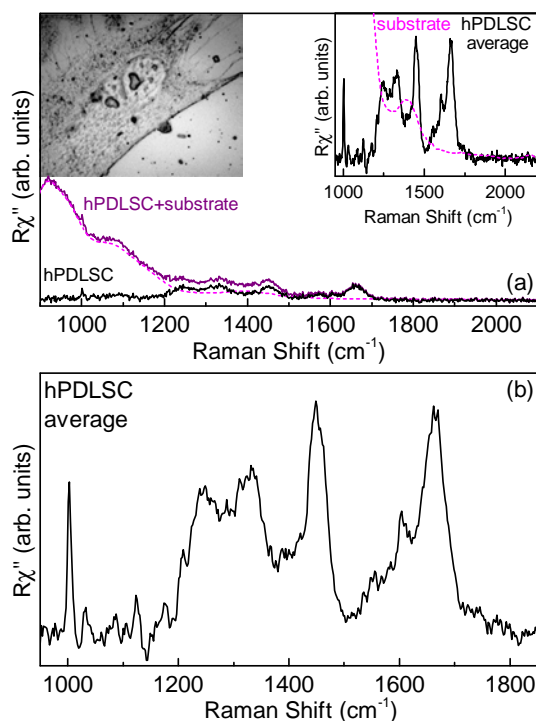 Rχ'' (arb. units)
hPDLSC+substrate
hPDLSC
substrate hPDLSC
average
Rχ'' (arb. units)
1000 1500 2000
Raman Shift (cm⁻¹)
(a)
1000 1200 1400 1600 1800 2000
Raman Shift (cm⁻¹)
hPDLSC
average
(b)
Rχ'' (arb. units)
1000 1200 1400 1600 1800
Raman Shift (cm⁻¹)